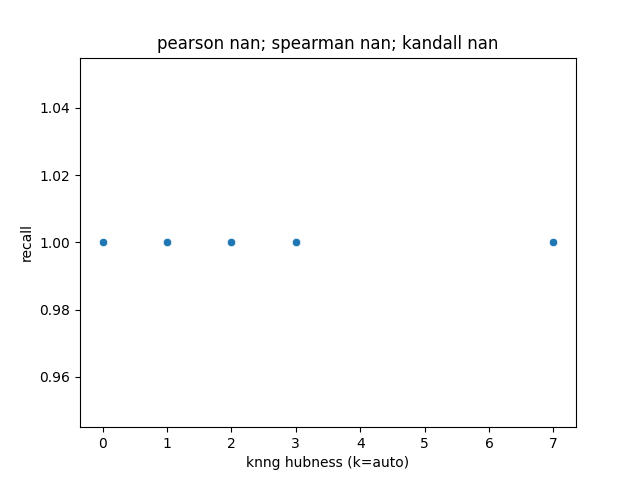 pearson nan; spearman nan; kandall nan
1.04
1.02
1.00
0.98
0.96
recall
0 1 2 3 4 5 6 7
knng hubness (k=auto)